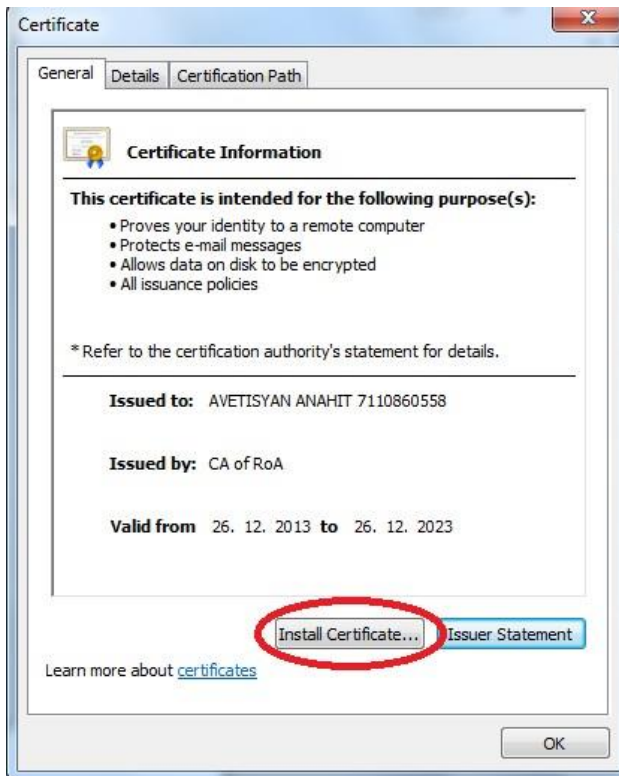 Certificate
General Details Certification Path
Certificate Information
This certificate is intended for the following purpose(s):
• Proves your identity to a remote computer
• Protects e-mail messages
• Allows data on disk to be encrypted
• All issuance policies
* Refer to the certification authority's statement for details.
Issued to: AVETISYAN ANAHIT 7110860558
Issued by: CA of RoA
Valid from 26. 12. 2013 to 26. 12. 2023
Install Certificate... Issuer Statement
Learn more about certificates
OK